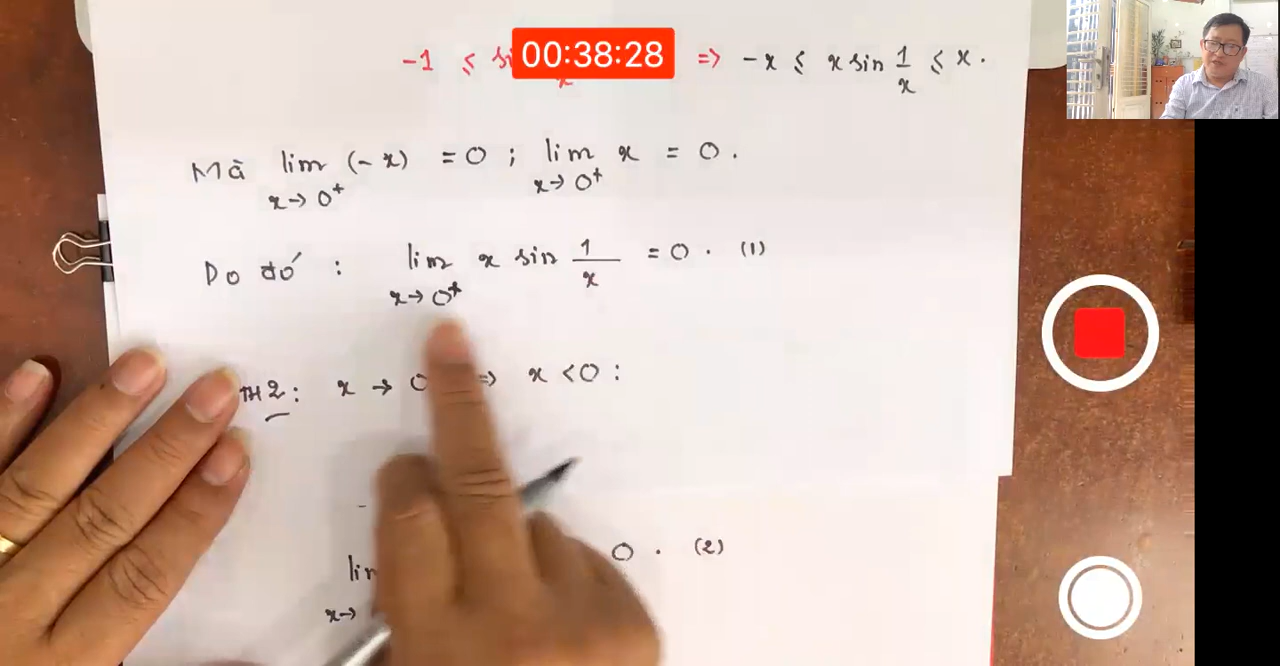 -1 ≤ 00:38:28 => -x ≤ x sin 1/x ≤ x.
Mà lim (-x) = 0 ; lim x = 0.
x→0⁺ x→0⁺
Do đó : lim x sin 1/x = 0. (1)
x→0⁺
TH2: x → 0 => x < 0 :
lim 0. (2)
x→